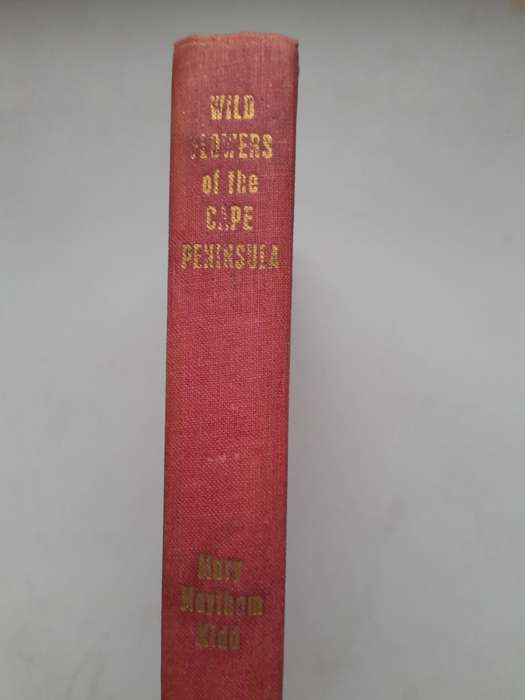 WILD
FLOWERS
of the
CAPE
PENINSULA
Mary
Maytham
Kidd